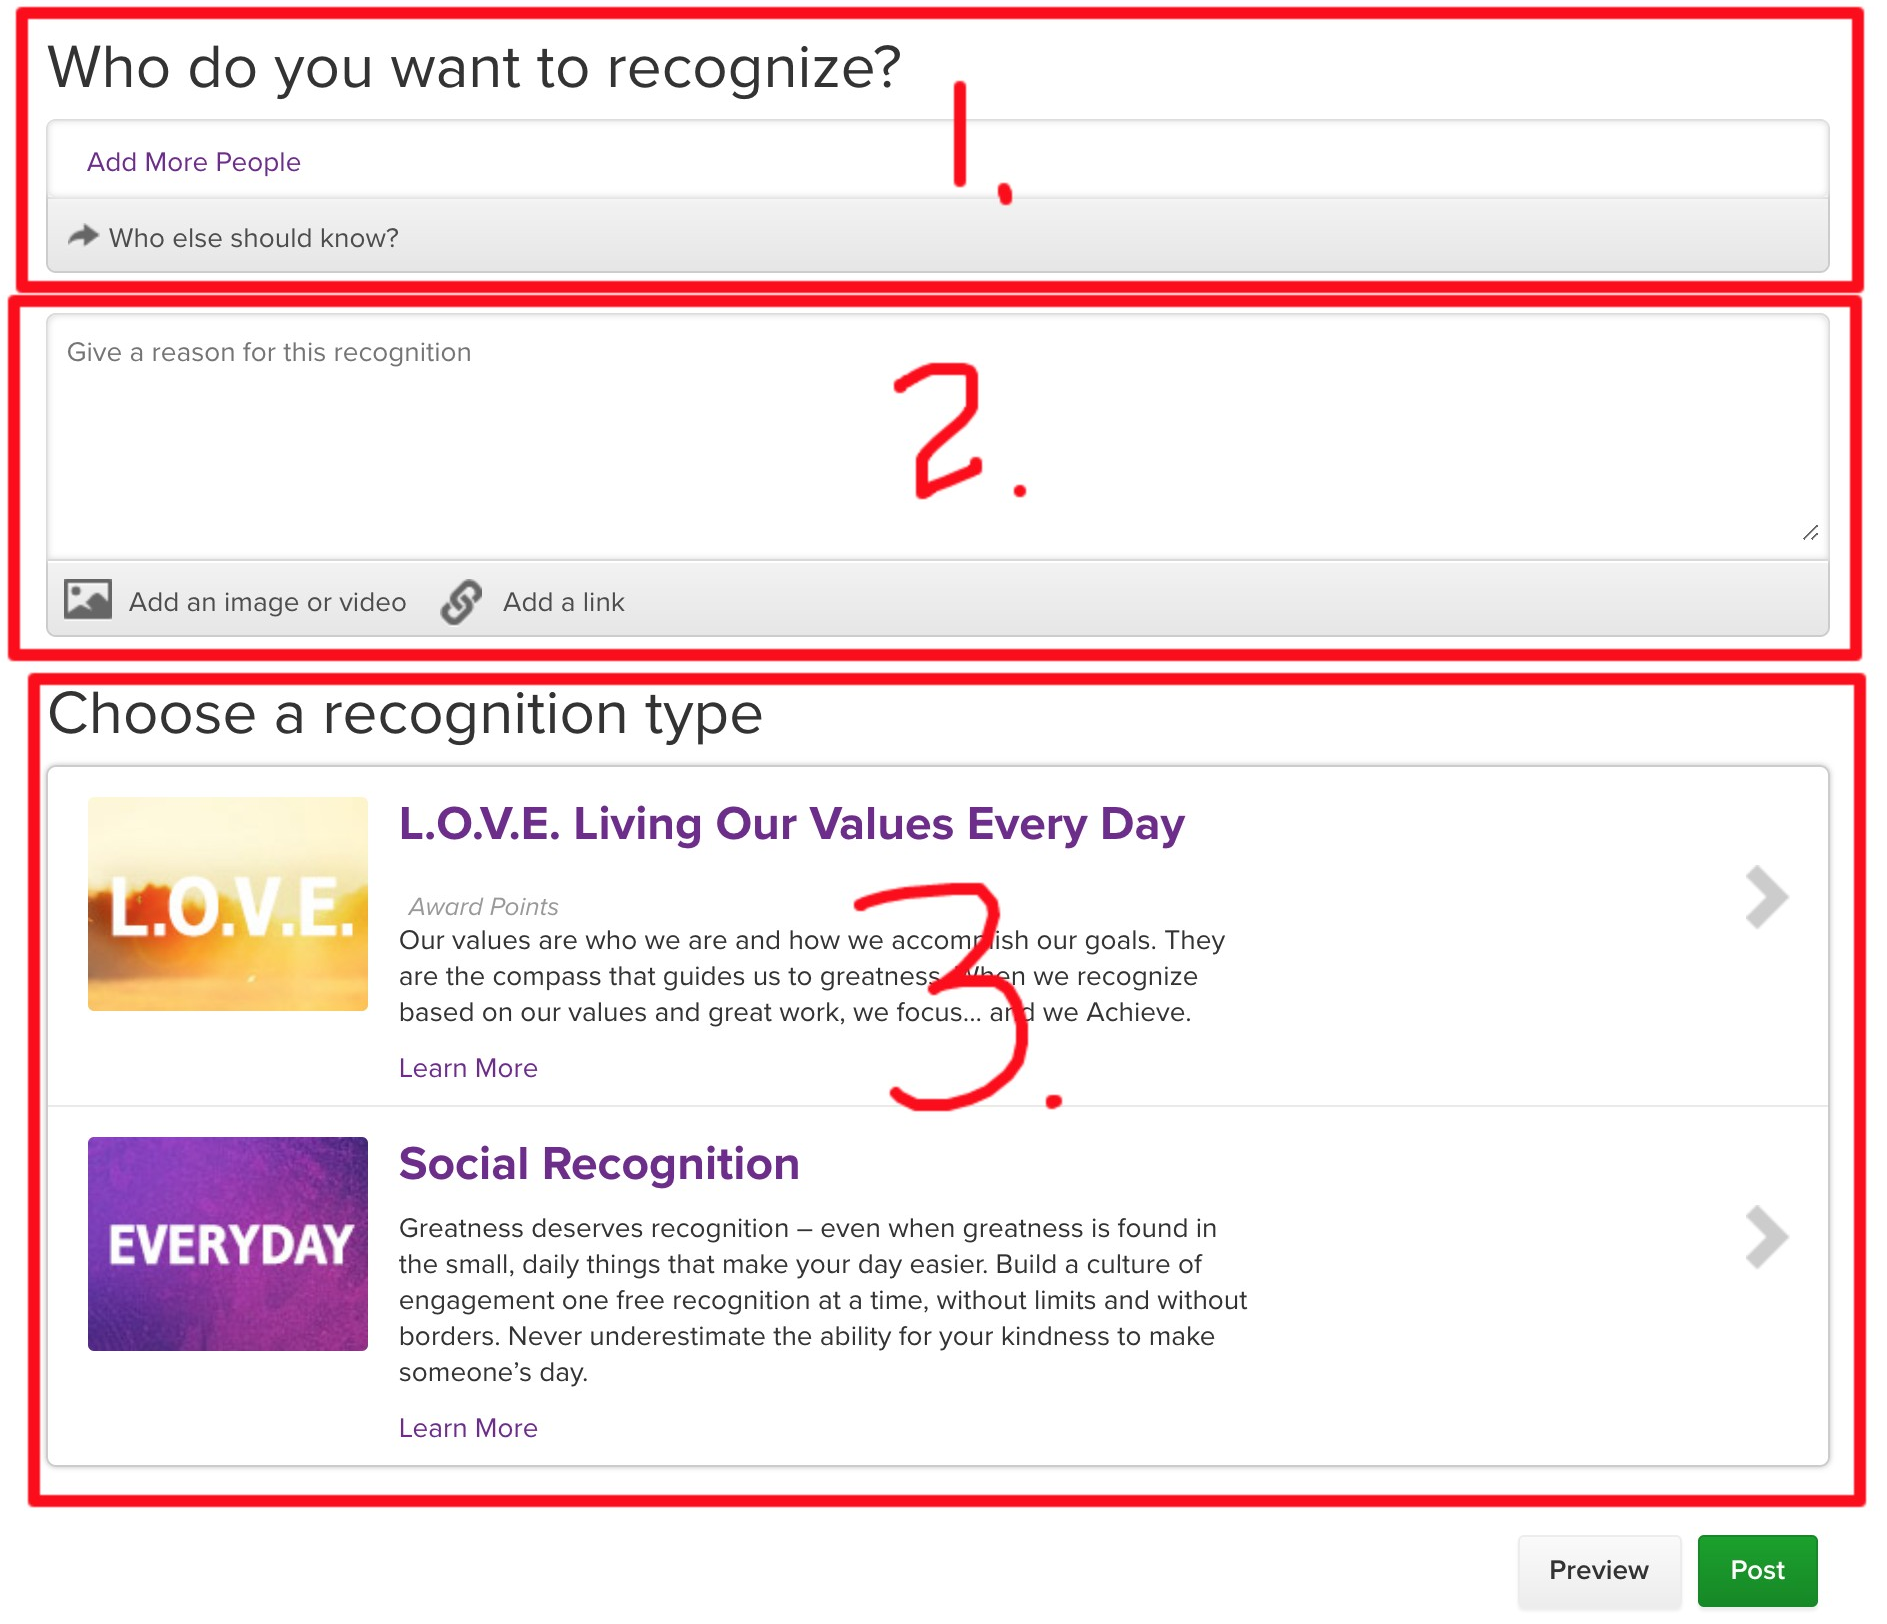 Who do you want to recognize?
1.
Add More People
Who else should know?
Give a reason for this recognition
2.
Add an image or video Add a link
Choose a recognition type
L.O.V.E.
L.O.V.E. Living Our Values Every Day
Award Points
Our values are who we are and how we accomplish our goals. They
are the compass that guides us to greatness. When we recognize
based on our values and great work, we focus... and we Achieve.
3.
Learn More
EVERYDAY
Social Recognition
Greatness deserves recognition – even when greatness is found in
the small, daily things that make your day easier. Build a culture of
engagement one free recognition at a time, without limits and without
borders. Never underestimate the ability for your kindness to make
someone’s day.
Learn More
Preview Post